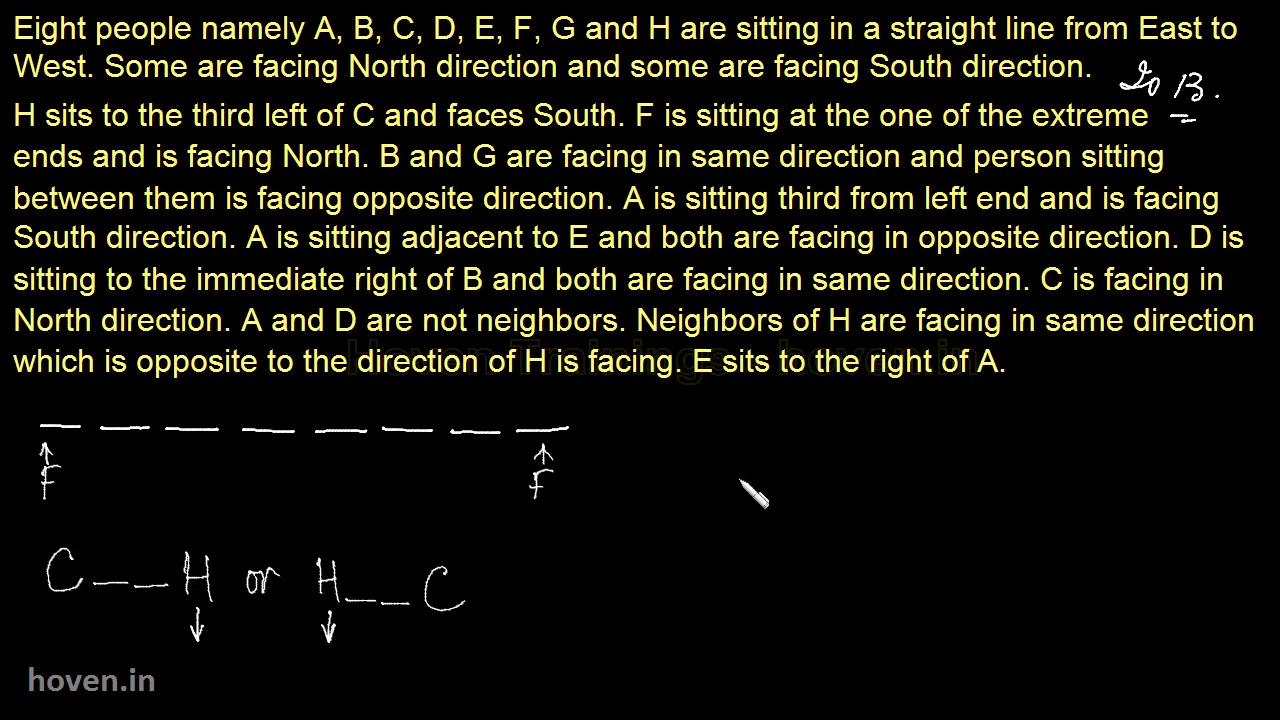 Eight people namely A, B, C, D, E, F, G and H are sitting in a straight line from East to
West. Some are facing North direction and some are facing South direction.
To B.
H sits to the third left of C and faces South. F is sitting at the one of the extreme
ends and is facing North. B and G are facing in same direction and person sitting
between them is facing opposite direction. A is sitting third from left end and is facing
South direction. A is sitting adjacent to E and both are facing in opposite direction. D is
sitting to the immediate right of B and both are facing in same direction. C is facing in
North direction. A and D are not neighbors. Neighbors of H are facing in same direction
which is opposite to the direction of H is facing. E sits to the right of A.
Hoven Trainings hoven.in
F F
C _ _ H or H _ _ C
hoven.in